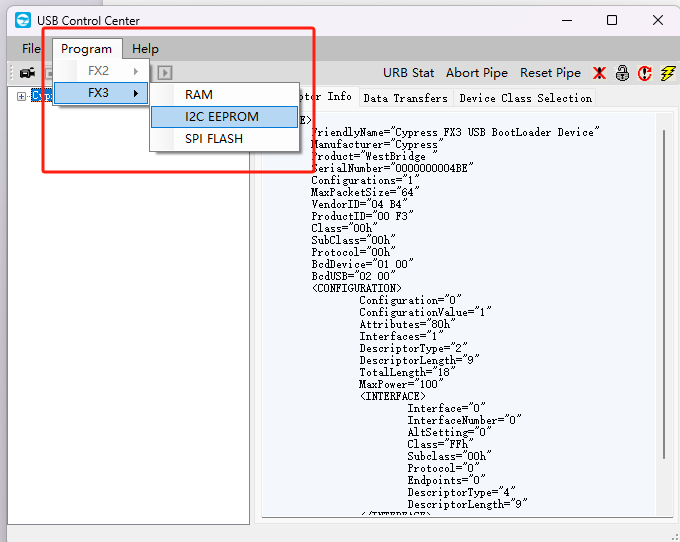 USB Control Center
File Program Help
URB Stat Abort Pipe Reset Pipe
FX2
FX3
RAM
I2C EEPROM
SPI FLASH
Info Data Transfers Device Class Selection
FriendlyName="Cypress FX3 USB BootLoader Device"
Manufacturer="Cypress"
Product="WestBridge "
SerialNumber="0000000004BE"
Configurations="1"
MaxPacketSize="64"
VendorID="04 B4"
ProductID="00 F3"
Class="00h"
SubClass="00h"
Protocol="00h"
BcdDevice="01 00"
BcdUSB="02 00"
<CONFIGURATION>
Configuration="0"
ConfigurationValue="1"
Attributes="80h"
Interfaces="1"
DescriptorType="2"
DescriptorLength="9"
TotalLength="18"
MaxPower="100"
<INTERFACE>
Interface="0"
InterfaceNumber="0"
AltSetting="0"
Class="FFh"
Subclass="00h"
Protocol="0"
Endpoints="0"
DescriptorType="4"
DescriptorLength="9"
</INTERFACE>